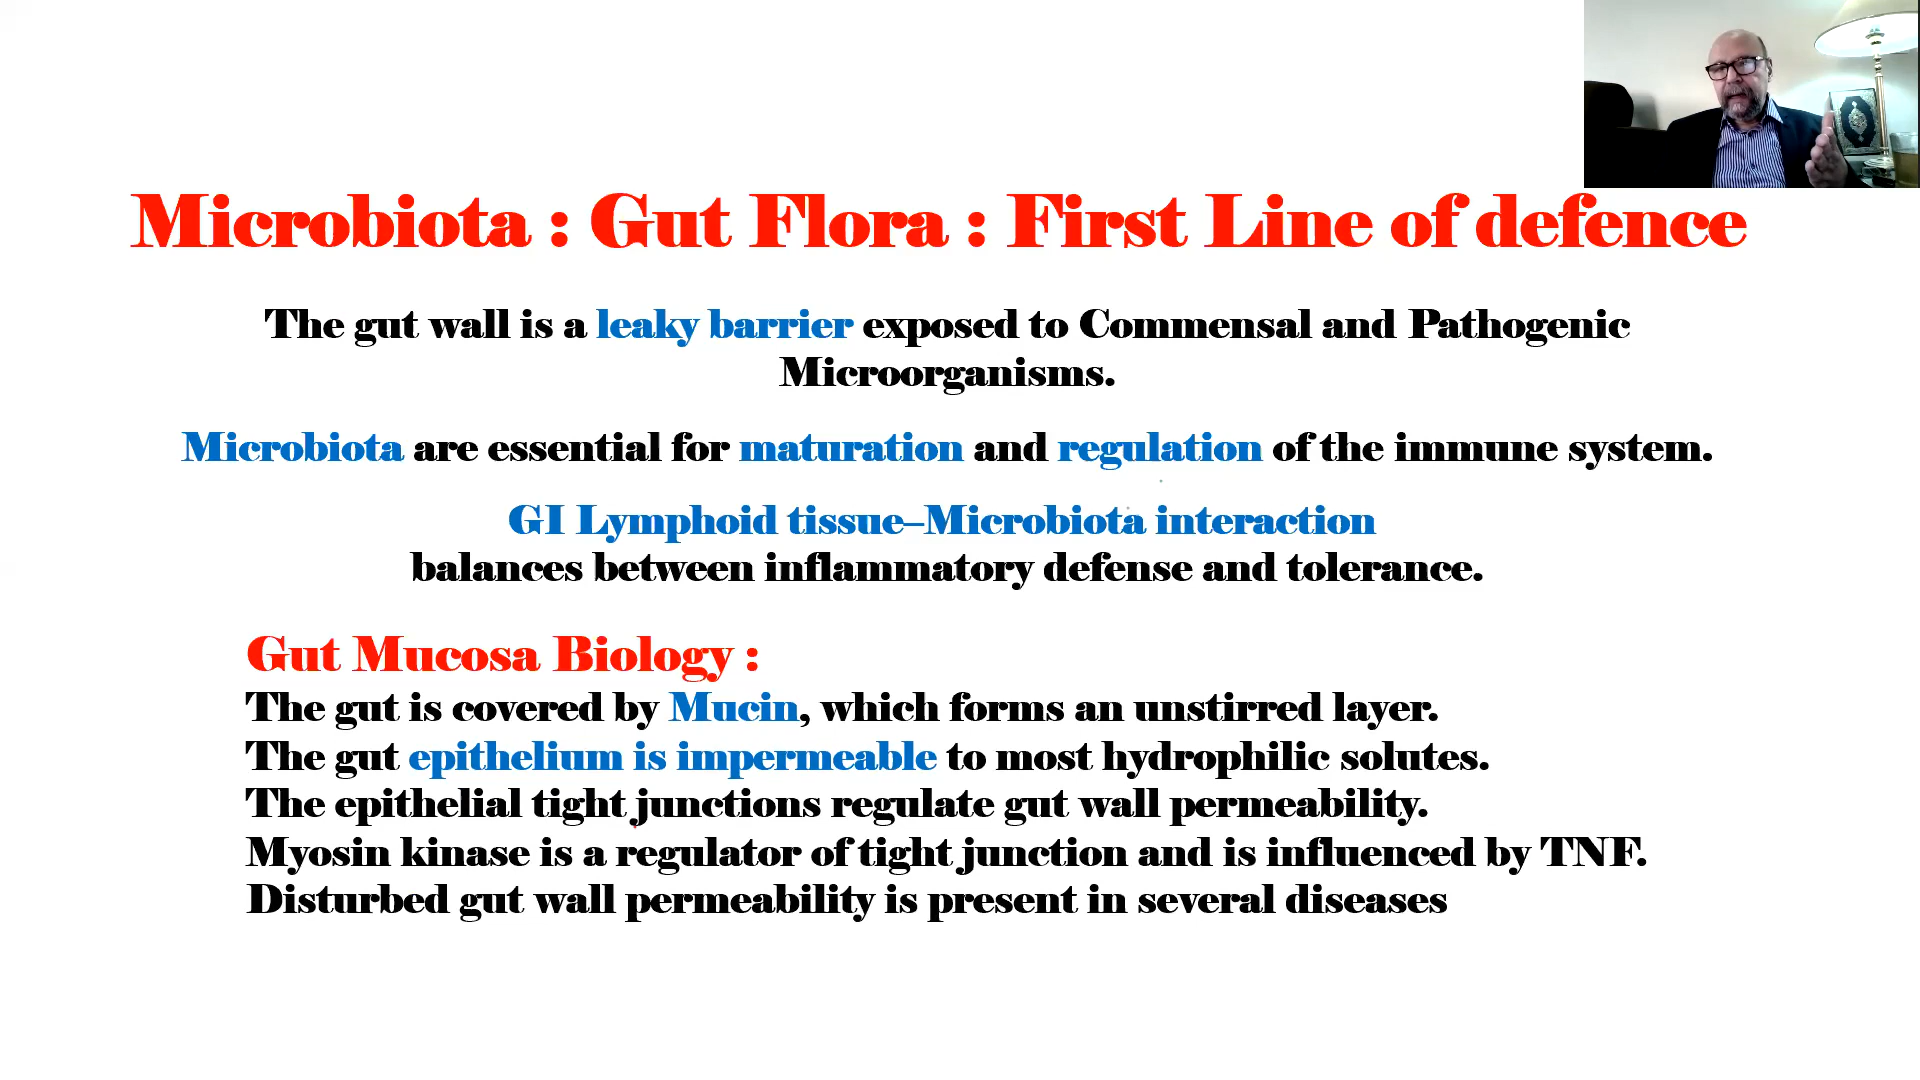 Microbiota : Gut Flora : First Line of defence
The gut wall is a leaky barrier exposed to Commensal and Pathogenic
Microorganisms.
Microbiota are essential for maturation and regulation of the immune system.
GI Lymphoid tissue–Microbiota interaction
balances between inflammatory defense and tolerance.
Gut Mucosa Biology :
The gut is covered by Mucin, which forms an unstirred layer.
The gut epithelium is impermeable to most hydrophilic solutes.
The epithelial tight junctions regulate gut wall permeability.
Myosin kinase is a regulator of tight junction and is influenced by TNF.
Disturbed gut wall permeability is present in several diseases